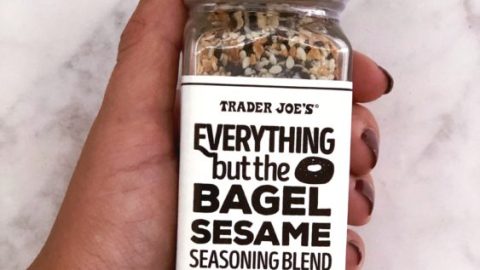 TRADER JOE'S®
EVERYTHING
but the
BAGEL
SESAME
SEASONING BLEND